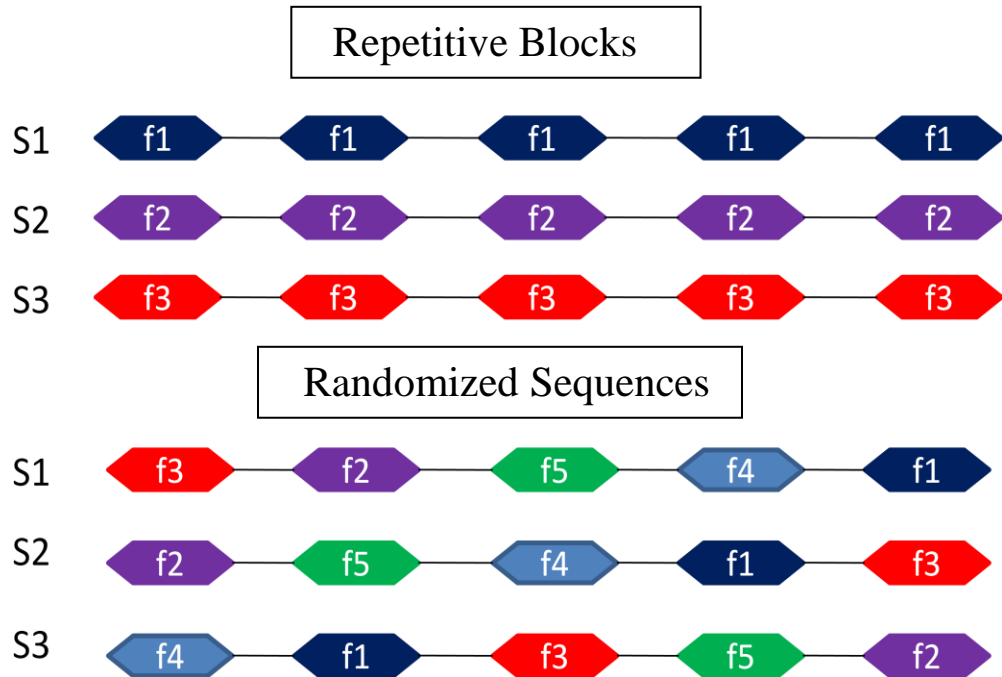 Repetitive Blocks
S1 f1 f1 f1 f1 f1
S2 f2 f2 f2 f2 f2
S3 f3 f3 f3 f3 f3
Randomized Sequences
S1 f3 f2 f5 f4 f1
S2 f2 f5 f4 f1 f3
S3 f4 f1 f3 f5 f2